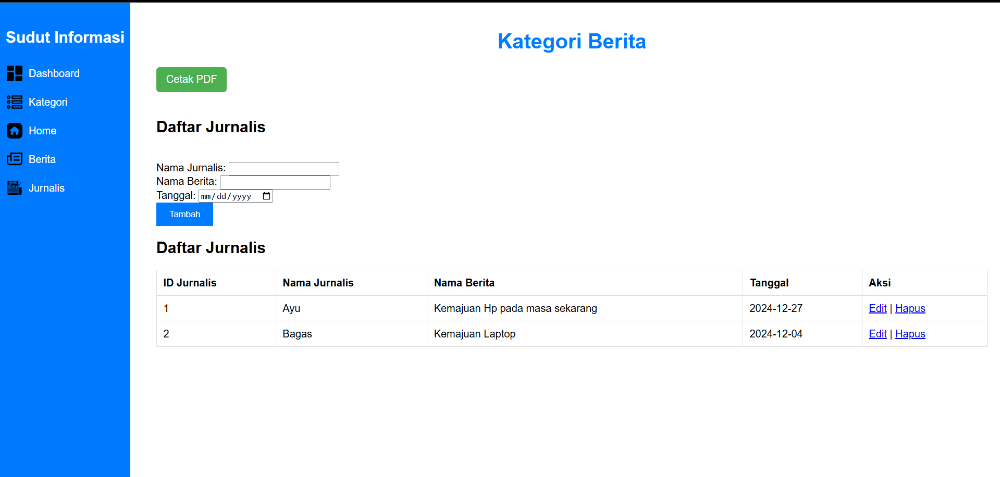 Sudut Informasi
Dashboard
Kategori
Home
Berita
Jurnalis
Kategori Berita
Cetak PDF
Daftar Jurnalis
Nama Jurnalis:
Nama Berita:
Tanggal: mm/dd/yyyy
Tambah
Daftar Jurnalis
ID Jurnalis Nama Jurnalis Nama Berita Tanggal Aksi
1 Ayu Kemajuan Hp pada masa sekarang 2024-12-27 Edit | Hapus
2 Bagas Kemajuan Laptop 2024-12-04 Edit | Hapus